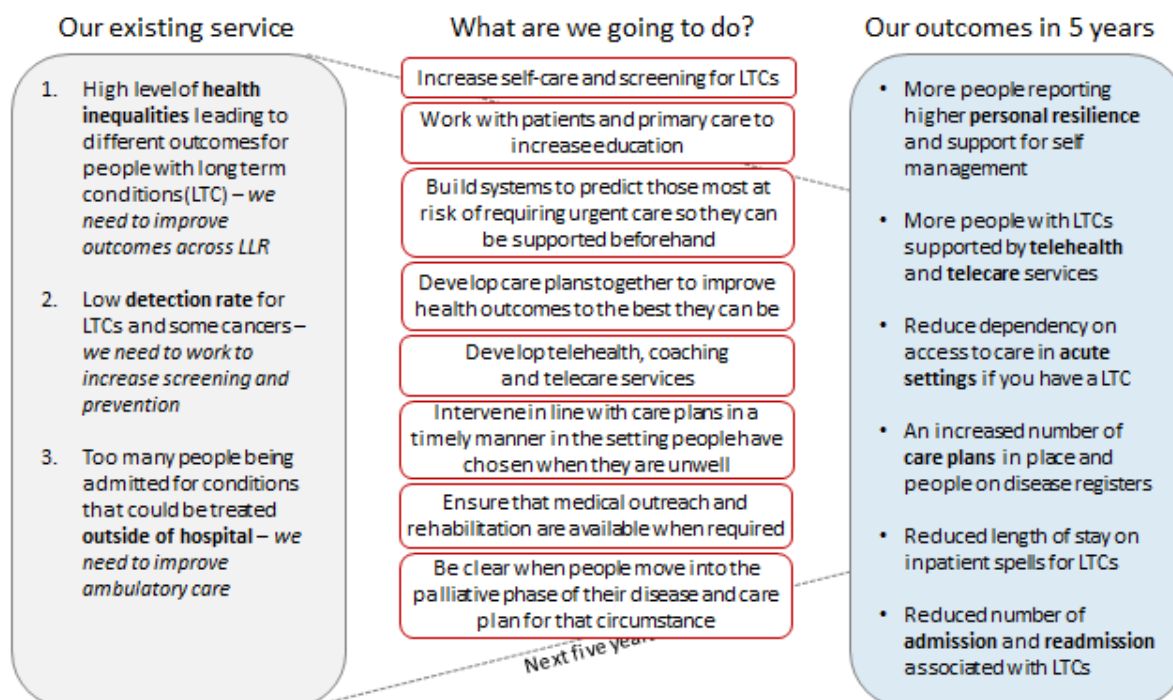 Our existing service
1. High level of health
inequalities leading to
different outcomes for
people with long term
conditions (LTC) – we
need to improve
outcomes across LLR
2. Low detection rate for
LTCs and some cancers –
we need to work to
increase screening and
prevention
3. Too many people being
admitted for conditions
that could be treated
outside of hospital – we
need to improve
ambulatory care
What are we going to do?
Increase self-care and screening for LTCs
Work with patients and primary care to
increase education
Build systems to predict those most at
risk of requiring urgent care so they can
be supported beforehand
Develop care plans together to improve
health outcomes to the best they can be
Develop telehealth, coaching
and telecare services
Intervene in line with care plans in a
timely manner in the setting people have
chosen when they are unwell
Ensure that medical outreach and
rehabilitation are available when required
Be clear when people move into the
palliative phase of their disease and care
plan for that circumstance
Next five years
Our outcomes in 5 years
• More people reporting
higher personal resilience
and support for self
management
• More people with LTCs
supported by telehealth
and telecare services
• Reduce dependency on
access to care in acute
settings if you have a LTC
• An increased number of
care plans in place and
people on disease registers
• Reduced length of stay on
inpatient spells for LTCs
• Reduced number of
admission and readmission
associated with LTCs